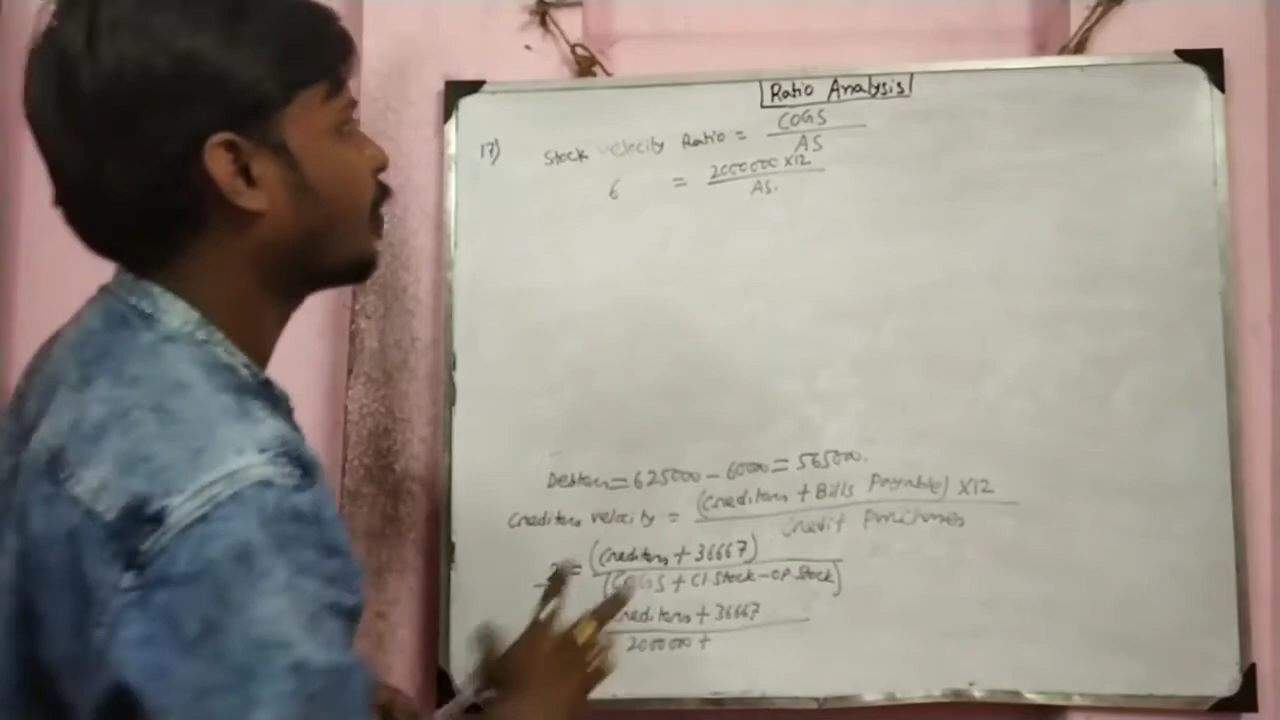 Ratio Analysis
17) Stock velocity Ratio = COGS
AS
6 = 2000000 x12
AS.
Debtors = 625000 - 60000 = 565000.
Creditors velocity = (Creditors + Bills Payable) X12
Credit Purchases
= (Creditors + 36667)
(COGS + Cl Stock - OP Stock)
Creditors + 36667
2000000 +